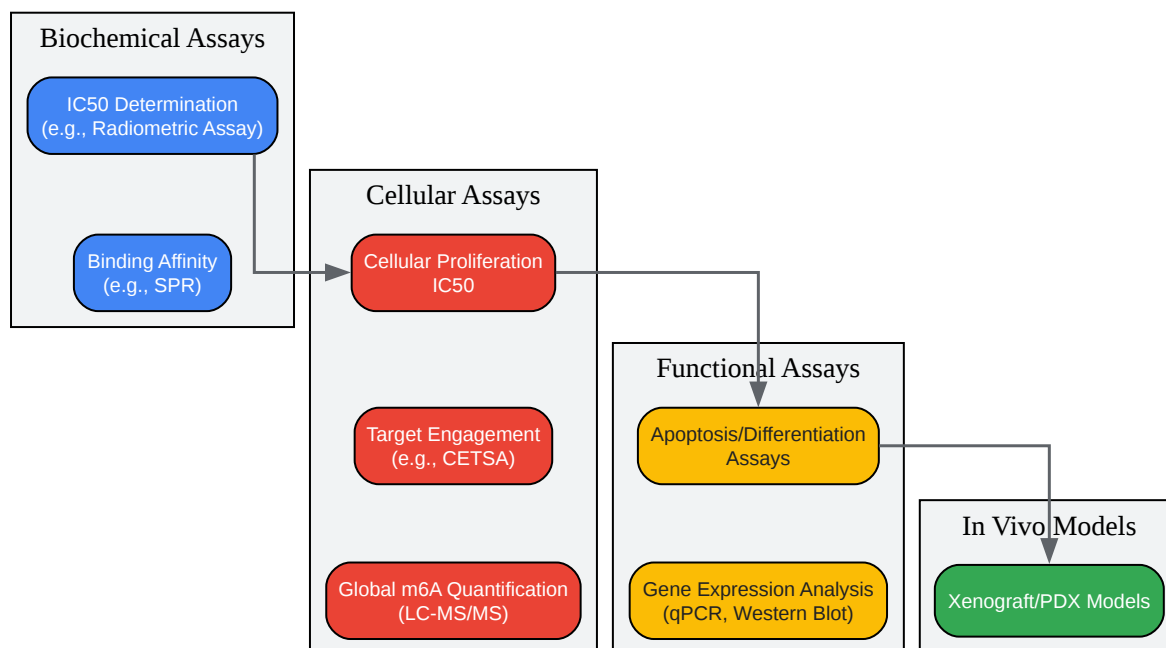 Biochemical Assays
IC50 Determination
(e.g., Radiometric Assay)
Binding Affinity
(e.g., SPR)
Cellular Assays
Cellular Proliferation
IC50
Target Engagement
(e.g., CETSA)
Global m6A Quantification
(LC-MS/MS)
Functional Assays
Apoptosis/Differentiation
Assays
Gene Expression Analysis
(qPCR, Western Blot)
In Vivo Models
Xenograft/PDX Models